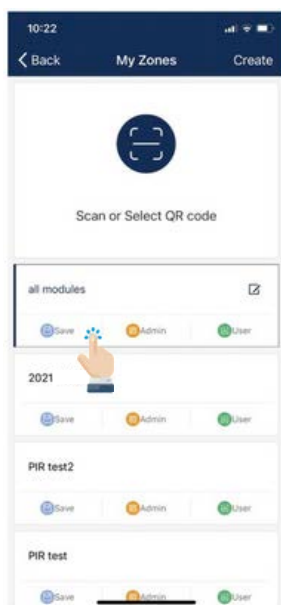 10:22
Back My Zones Create
Scan or Select QR code
all modules
Save Admin User
2021
Save Admin User
PIR test2
Save Admin User
PIR test
Save Admin User